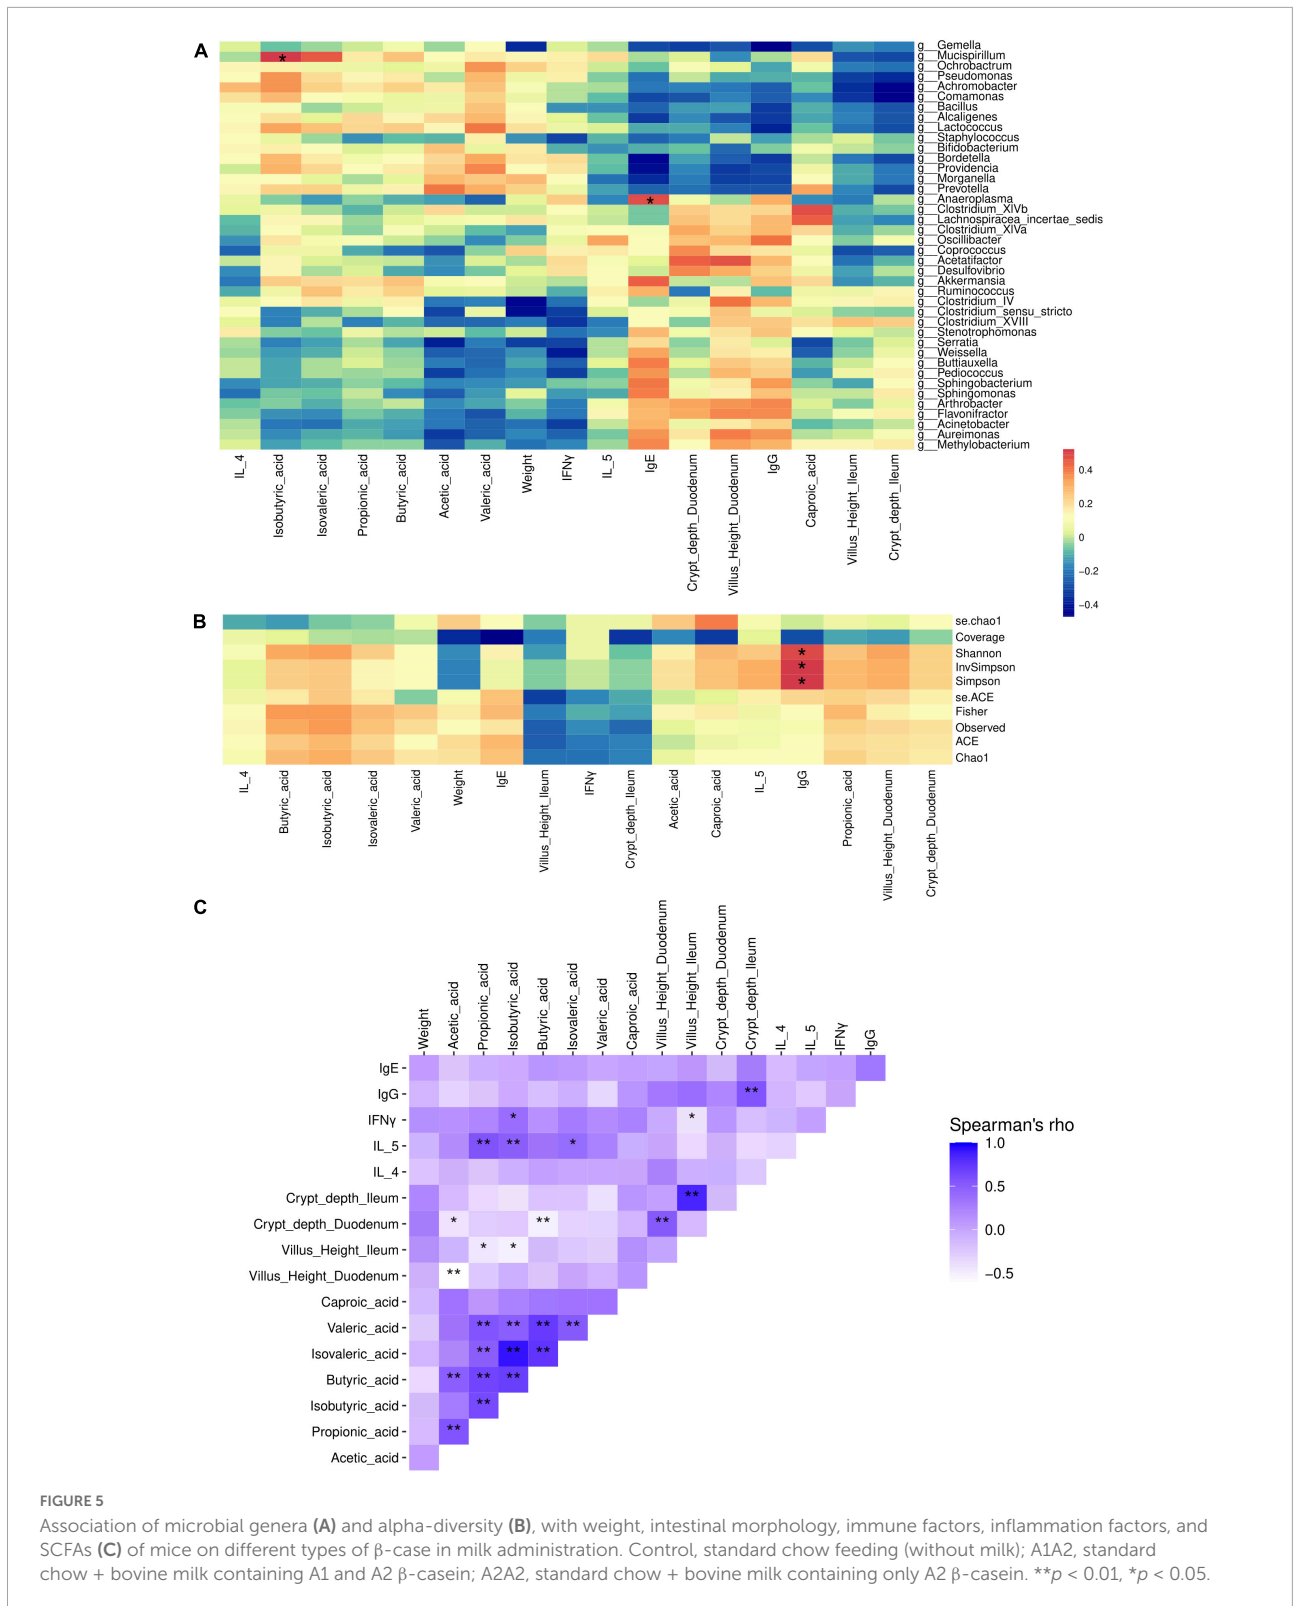 A
g__Gemella
g__Mucispirillum
g__Ochrobactrum
g__Pseudomonas
g__Achromobacter
g__Comamonas
g__Bacillus
g__Alcaligenes
g__Lactococcus
g__Staphylococcus
g__Bifidobacterium
g__Bordetella
g__Providencia
g__Morganella
g__Prevotella
g__Anaeroplasma
g__Clostridium_XlVb
g__Lachnospiracea_incertae_sedis
g__Clostridium_XlVa
g__Oscillibacter
g__Coprococcus
g__Acetatifactor
g__Desulfovibrio
g__Akkermansia
g__Ruminococcus
g__Clostridium_IV
g__Clostridium_sensu_stricto
g__Clostridium_XVIII
g__Stenotrophomonas
g__Serratia
g__Weissella
g__Buttiauxella
g__Pediococcus
g__Sphingobacterium
g__Sphingomonas
g__Arthrobacter
g__Flavonifractor
g__Acinetobacter
g__Aureimonas
g__Methylobacterium
*
*
IL_4
Isobutyric_acid
Isovaleric_acid
Propionic_acid
Butyric_acid
Acetic_acid
Valeric_acid
Weight
IFNγ
IL_5
IgE
Crypt_depth_Duodenum
Villus_Height_Duodenum
IgG
Caproic_acid
Villus_Height_Ileum
Crypt_depth_Ileum
0.4
0.2
0
−0.2
−0.4
B
se.chao1
Coverage
* Shannon
* InvSimpson
* Simpson
se.ACE
Fisher
Observed
ACE
Chao1
IL_4
Butyric_acid
Isobutyric_acid
Isovaleric_acid
Valeric_acid
Weight
IgE
Villus_Height_Ileum
IFNγ
Crypt_depth_Ileum
Acetic_acid
Caproic_acid
IL_5
IgG
Propionic_acid
Villus_Height_Duodenum
Crypt_depth_Duodenum
C
Weight
Acetic_acid
Propionic_acid
Isobutyric_acid
Butyric_acid
Isovaleric_acid
Valeric_acid
Caproic_acid
Villus_Height_Duodenum
Villus_Height_Ileum
Crypt_depth_Duodenum
Crypt_depth_Ileum
IL_4
IL_5
IFNγ
IgG
IgE
IgG **
IFNγ * *
IL_5 ** ** *
IL_4
Crypt_depth_Ileum **
Crypt_depth_Duodenum * ** **
Villus_Height_Ileum * *
Villus_Height_Duodenum **
Caproic_acid
Valeric_acid ** ** ** **
Isovaleric_acid ** ** **
Butyric_acid ** ** **
Isobutyric_acid **
Propionic_acid **
Acetic_acid
Spearman's rho
1.0
0.5
0.0
−0.5
FIGURE 5
Association of microbial genera (A) and alpha-diversity (B), with weight, intestinal morphology, immune factors, inflammation factors, and
SCFAs (C) of mice on different types of β-case in milk administration. Control, standard chow feeding (without milk); A1A2, standard
chow + bovine milk containing A1 and A2 β-casein; A2A2, standard chow + bovine milk containing only A2 β-casein. **p < 0.01, *p < 0.05.